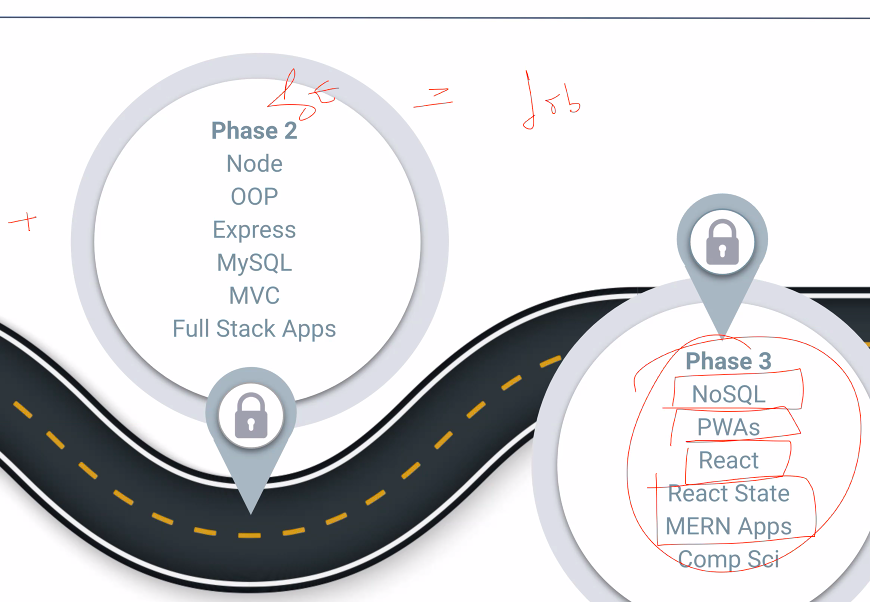 = Job
Phase 2
Node
OOP
Express
MySQL
MVC
Full Stack Apps
+
Phase 3
NoSQL
PWAs
React
React State
MERN Apps
Comp Sci